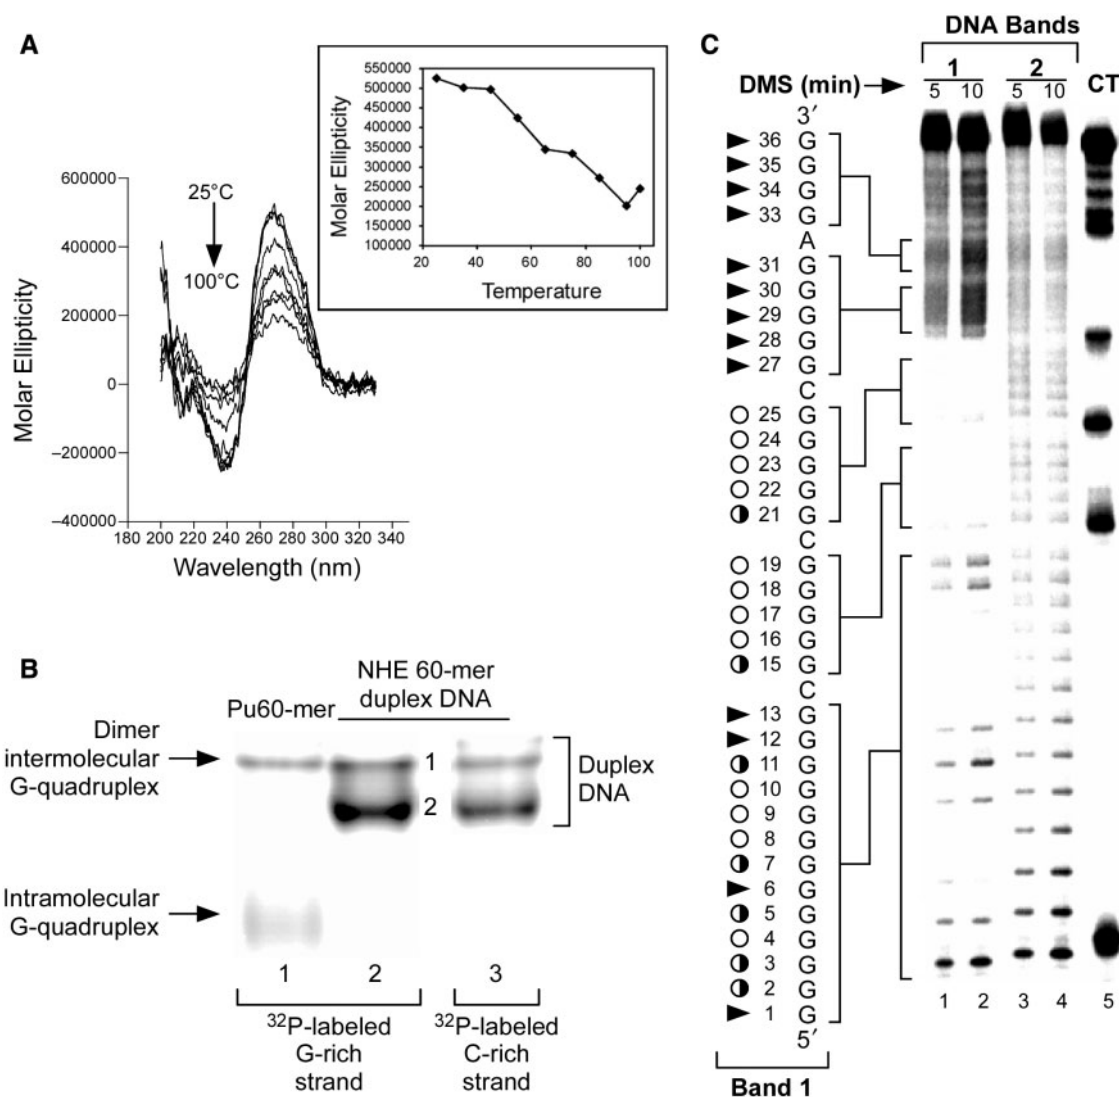 A
Molar Ellipticity
600000
400000
200000
0
–200000
–400000
25°C
100°C
180 200 220 240 260 280 300 320 340
Wavelength (nm)
Molar Ellipticity
550000
500000
450000
400000
350000
300000
250000
200000
150000
100000
20 40 60 80 100
Temperature
B
NHE 60-mer
duplex DNA
Pu60-mer
Dimer
intermolecular
G-quadruplex
1
2
Duplex
DNA
Intramolecular
G-quadruplex
1 2 3
32P-labeled
G-rich
strand
32P-labeled
C-rich
strand
C
DNA Bands
1 2
DMS (min) 5 10 5 10 CT
3′
36 G
35 G
34 G
33 G
A
31 G
30 G
29 G
28 G
27 G
C
25 G
24 G
23 G
22 G
21 G
C
19 G
18 G
17 G
16 G
15 G
C
13 G
12 G
11 G
10 G
9 G
8 G
7 G
6 G
5 G
4 G
3 G
2 G
1 G
5′
Band 1
1 2 3 4 5